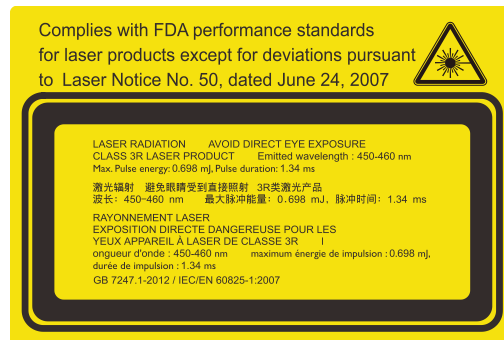 Complies with FDA performance standards
for laser products except for deviations pursuant
to Laser Notice No. 50, dated June 24, 2007
LASER RADIATION AVOID DIRECT EYE EXPOSURE
CLASS 3R LASER PRODUCT Emitted wavelength : 450-460 nm
Max. Pulse energy: 0.698 mJ, Pulse duration: 1.34 ms
激光辐射 避免眼睛受到直接照射 3R类激光产品
波长: 450-460 nm 最大脉冲能量: 0.698 mJ, 脉冲时间: 1.34 ms
RAYONNEMENT LASER
EXPOSITION DIRECTE DANGEREUSE POUR LES
YEUX APPAREIL À LASER DE CLASSE 3R l
ongueur d'onde : 450-460 nm maximum énergie de impulsion : 0.698 mJ,
durée de impulsion : 1.34 ms
GB 7247.1-2012 / IEC/EN 60825-1:2007